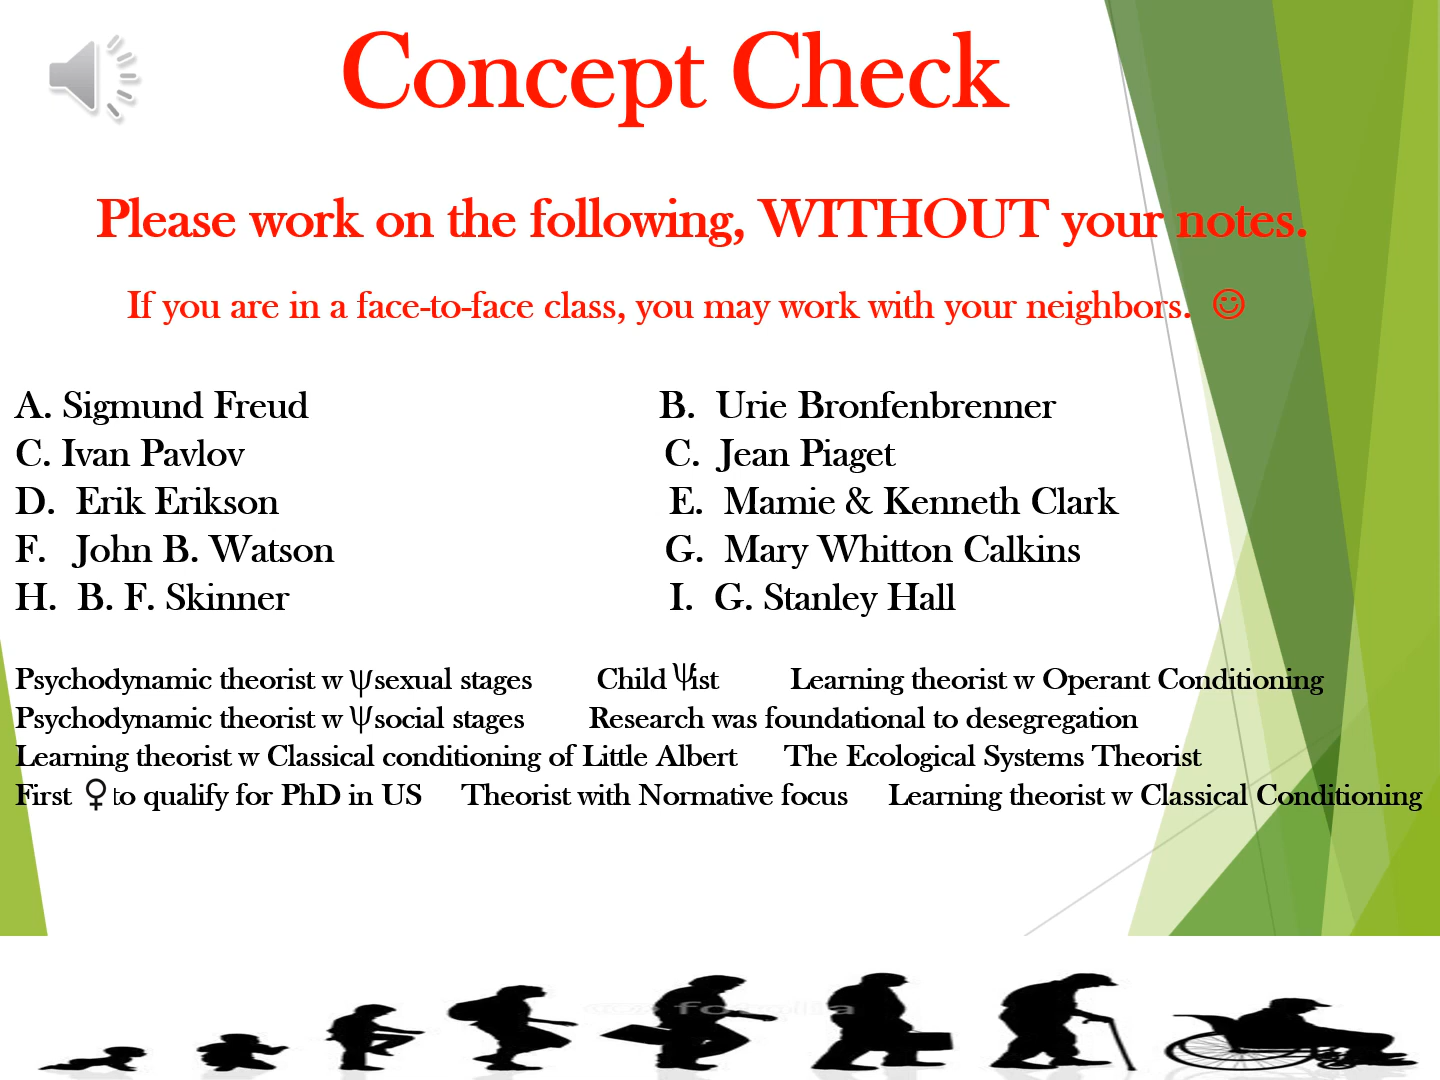 Concept Check
Please work on the following, WITHOUT your notes.
If you are in a face-to-face class, you may work with your neighbors. ☺
A. Sigmund Freud B. Urie Bronfenbrenner
C. Ivan Pavlov C. Jean Piaget
D. Erik Erikson E. Mamie & Kenneth Clark
F. John B. Watson G. Mary Whitton Calkins
H. B. F. Skinner I. G. Stanley Hall
Psychodynamic theorist w ψsexual stages Child ψist Learning theorist w Operant Conditioning
Psychodynamic theorist w ψsocial stages Research was foundational to desegregation
Learning theorist w Classical conditioning of Little Albert The Ecological Systems Theorist
First ♀ to qualify for PhD in US Theorist with Normative focus Learning theorist w Classical Conditioning